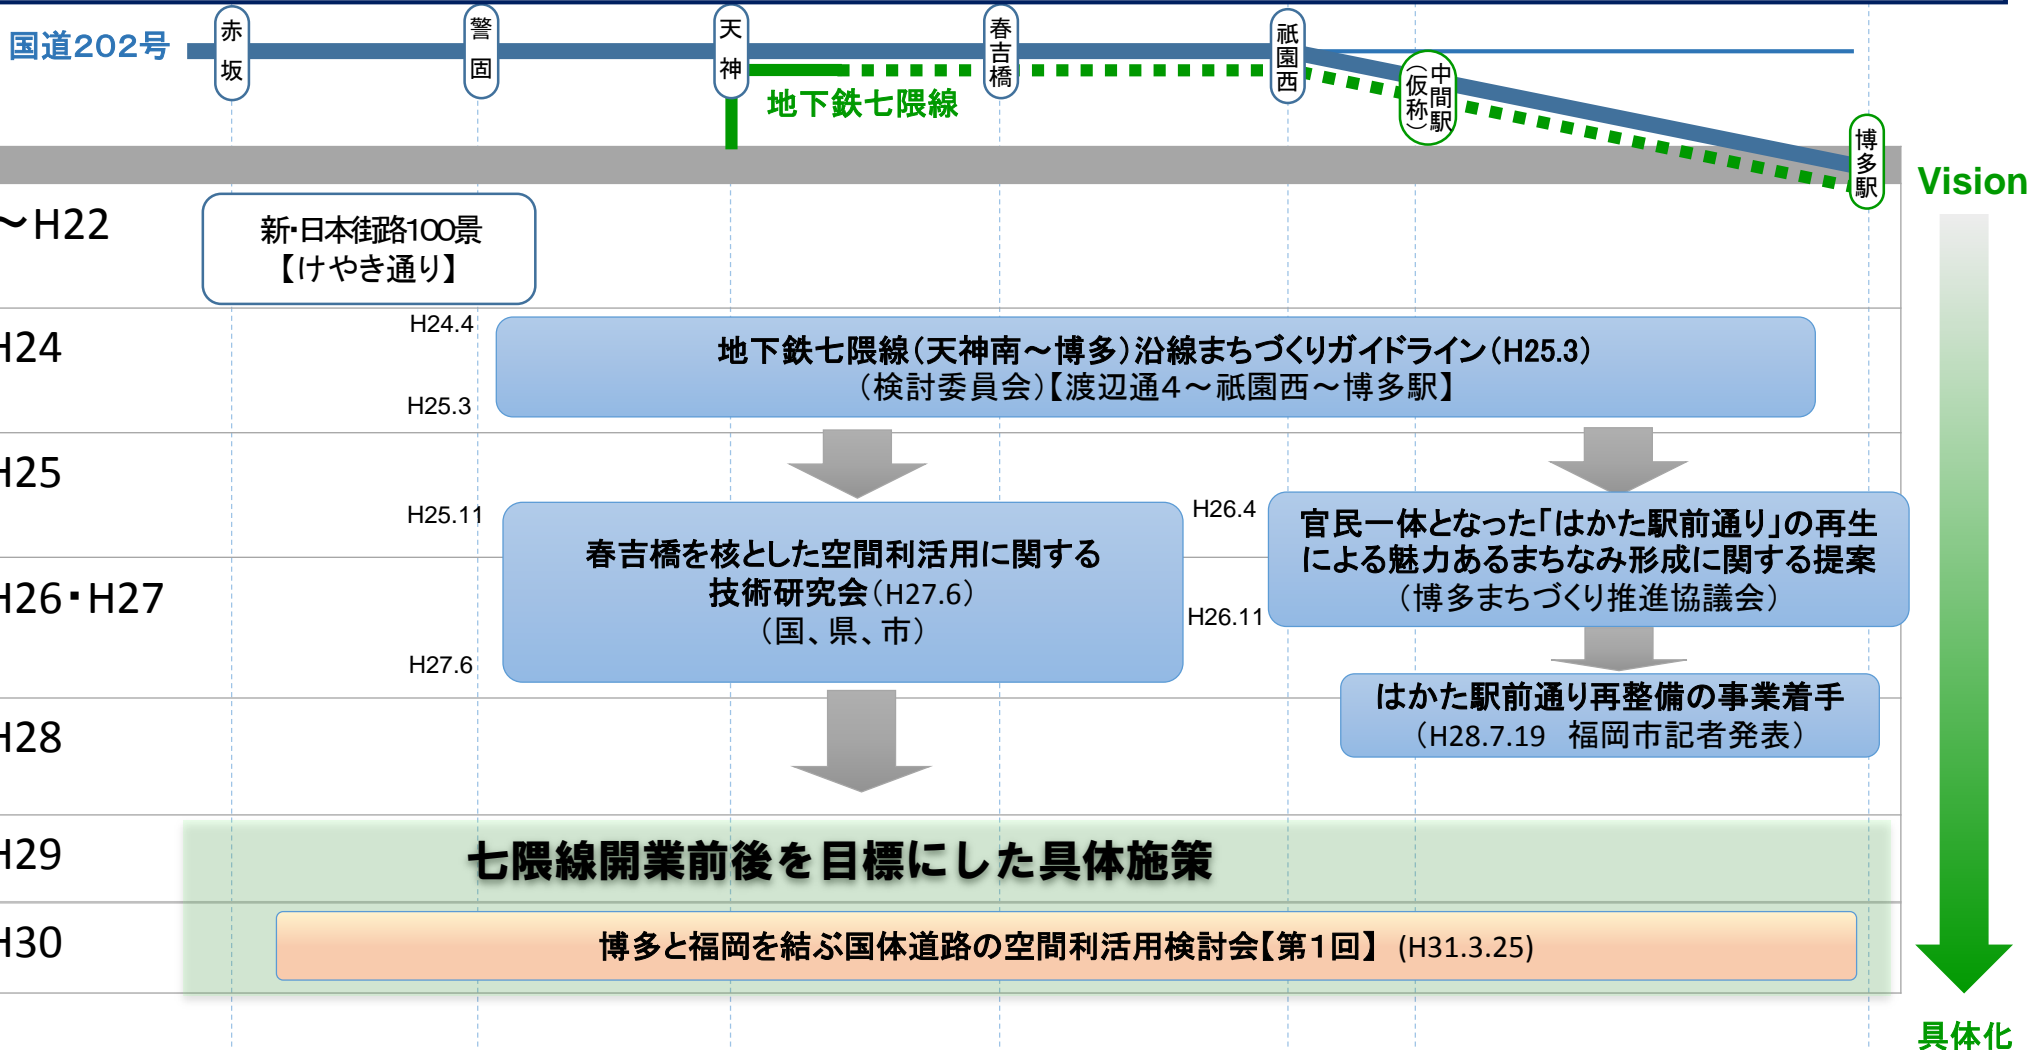 国道202号
赤坂
警固
天神
春吉橋
祇園西
中間駅
（仮称）
博多駅
地下鉄七隈線
Vision
～H22
新・日本街路100景
【けやき通り】
H24
H24.4
H25.3
地下鉄七隈線（天神南～博多）沿線まちづくりガイドライン（H25.3）
（検討委員会）【渡辺通4～祇園西～博多駅】
H25
H25.11
春吉橋を核とした空間利活用に関する
技術研究会（H27.6）
（国、県、市）
H27.6
H26.4
H26.11
官民一体となった「はかた駅前通り」の再生
による魅力あるまちなみ形成に関する提案
（博多まちづくり推進協議会）
H26・H27
はかた駅前通り再整備の事業着手
（H28.7.19　福岡市記者発表）
H28
H29
七隈線開業前後を目標にした具体施策
H30
博多と福岡を結ぶ国体道路の空間利活用検討会【第1回】 (H31.3.25)
具体化